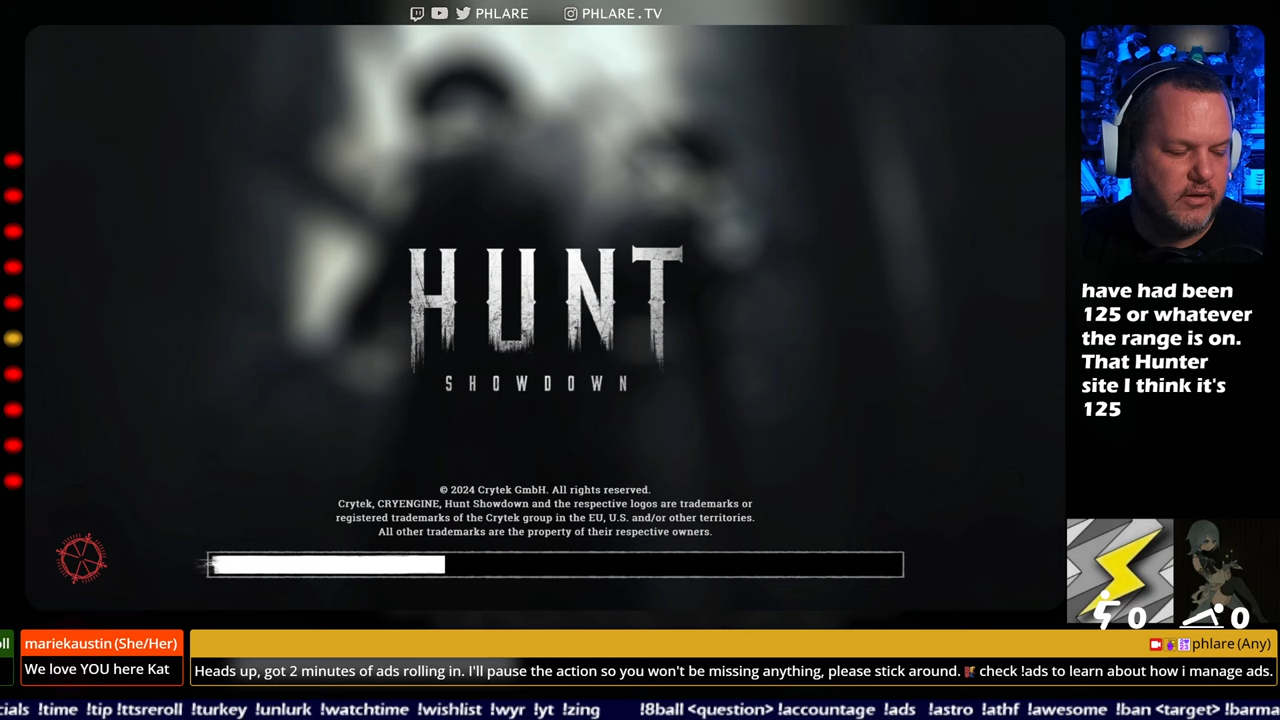 PHLARE PHLARE.TV
HUNT
SHOWDOWN
© 2024 Crytek GmbH. All rights reserved.
Crytek, CRYENGINE, Hunt Showdown and the respective logos are trademarks or
registered trademarks of the Crytek group in the EU, U.S. and/or other territories.
All other trademarks are the property of their respective owners.
have had been
125 or whatever
the range is on.
That Hunter
site I think it's
125
0 0
oll mariekaustin (She/Her) phlare (Any)
We love YOU here Kat Heads up, got 2 minutes of ads rolling in. I'll pause the action so you won't be missing anything, please stick around. check !ads to learn about how i manage ads.
cials !time !tip !ttsreroll !turkey !unlurk !watchtime !wishlist !wyr !yt !zing !8ball <question> !accountage !ads !astro !athf !awesome !ban <target> !barma